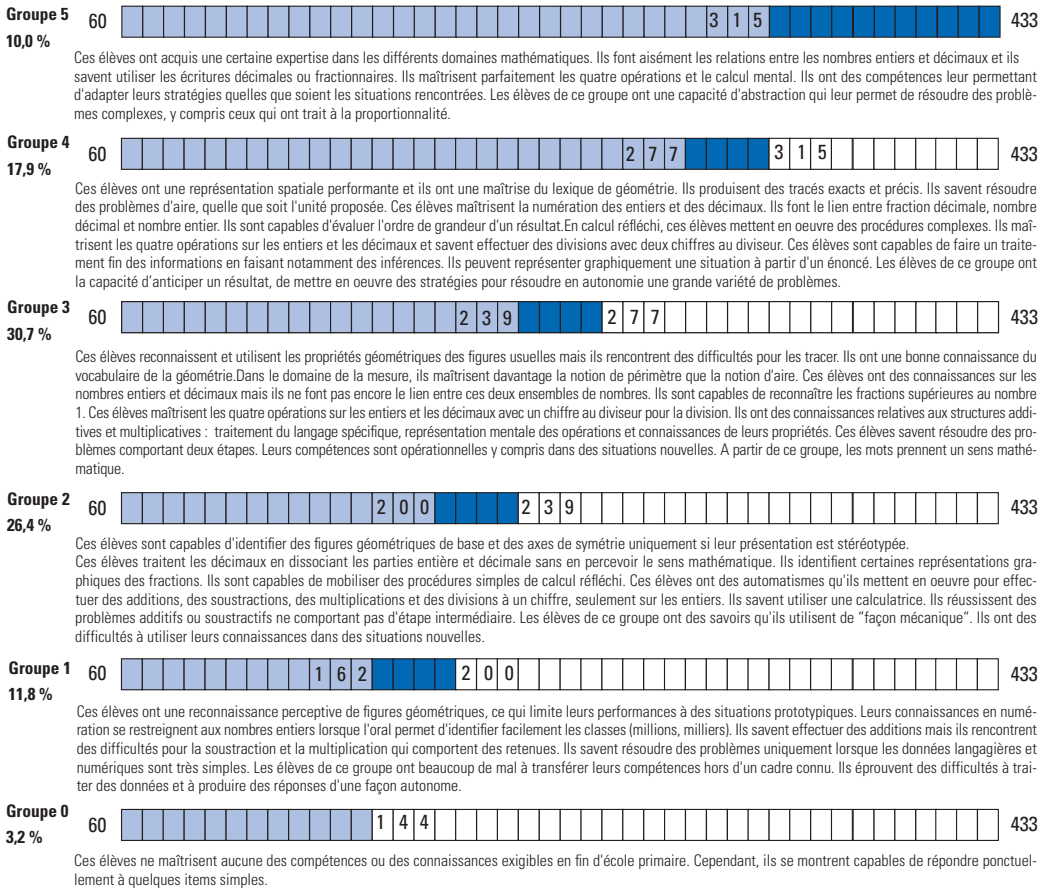 Groupe 5
10,0 %
60 315 433
Ces élèves ont acquis une certaine expertise dans les différents domaines mathématiques. Ils font aisément les relations entre les nombres entiers et décimaux et ils
savent utiliser les écritures décimales ou fractionnaires. Ils maîtrisent parfaitement les quatre opérations et le calcul mental. Ils ont des compétences leur permettant
d'adapter leurs stratégies quelles que soient les situations rencontrées. Les élèves de ce groupe ont une capacité d'abstraction qui leur permet de résoudre des problè-
mes complexes, y compris ceux qui ont trait à la proportionnalité.
Groupe 4
17,9 %
60 277 315 433
Ces élèves ont une représentation spatiale performante et ils ont une maîtrise du lexique de géométrie. Ils produisent des tracés exacts et précis. Ils savent résoudre
des problèmes d'aire, quelle que soit l'unité proposée. Ces élèves maîtrisent la numération des entiers et des décimaux. Ils font le lien entre fraction décimale, nombre
décimal et nombre entier. Ils sont capables d'évaluer l'ordre de grandeur d'un résultat.En calcul réfléchi, ces élèves mettent en oeuvre des procédures complexes. Ils maî-
trisent les quatre opérations sur les entiers et les décimaux et savent effectuer des divisions avec deux chiffres au diviseur. Ces élèves sont capables de faire un traite-
ment fin des informations en faisant notamment des inférences. Ils peuvent représenter graphiquement une situation à partir d'un énoncé. Les élèves de ce groupe ont
la capacité d'anticiper un résultat, de mettre en oeuvre des stratégies pour résoudre en autonomie une grande variété de problèmes.
Groupe 3
30,7 %
60 239 277 433
Ces élèves reconnaissent et utilisent les propriétés géométriques des figures usuelles mais ils rencontrent des difficultés pour les tracer. Ils ont une bonne connaissance du
vocabulaire de la géométrie.Dans le domaine de la mesure, ils maîtrisent davantage la notion de périmètre que la notion d'aire. Ces élèves ont des connaissances sur les
nombres entiers et décimaux mais ils ne font pas encore le lien entre ces deux ensembles de nombres. Ils sont capables de reconnaître les fractions supérieures au nombre
1. Ces élèves maîtrisent les quatre opérations sur les entiers et les décimaux avec un chiffre au diviseur pour la division. Ils ont des connaissances relatives aux structures addi-
tives et multiplicatives : traitement du langage spécifique, représentation mentale des opérations et connaissances de leurs propriétés. Ces élèves savent résoudre des pro-
blèmes comportant deux étapes. Leurs compétences sont opérationnelles y compris dans des situations nouvelles. A partir de ce groupe, les mots prennent un sens mathé-
matique.
Groupe 2
26,4 %
60 200 239 433
Ces élèves sont capables d'identifier des figures géométriques de base et des axes de symétrie uniquement si leur présentation est stéréotypée.
Ces élèves traitent les décimaux en dissociant les parties entière et décimale sans en percevoir le sens mathématique. Ils identifient certaines représentations gra-
phiques des fractions. Ils sont capables de mobiliser des procédures simples de calcul réfléchi. Ces élèves ont des automatismes qu'ils mettent en oeuvre pour effec-
tuer des additions, des soustractions, des multiplications et des divisions à un chiffre, seulement sur les entiers. Ils savent utiliser une calculatrice. Ils réussissent des
problèmes additifs ou soustractifs ne comportant pas d'étape intermédiaire. Les élèves de ce groupe ont des savoirs qu'ils utilisent de "façon mécanique". Ils ont des
difficultés à utiliser leurs connaissances dans des situations nouvelles.
Groupe 1
11,8 %
60 162 200 433
Ces élèves ont une reconnaissance perceptive de figures géométriques, ce qui limite leurs performances à des situations prototypiques. Leurs connaissances en numé-
ration se restreignent aux nombres entiers lorsque l'oral permet d'identifier facilement les classes (millions, milliers). Ils savent effectuer des additions mais ils rencontrent
des difficultés pour la soustraction et la multiplication qui comportent des retenues. Ils savent résoudre des problèmes uniquement lorsque les données langagières et
numériques sont très simples. Les élèves de ce groupe ont beaucoup de mal à transférer leurs compétences hors d'un cadre connu. Ils éprouvent des difficultés à trai-
ter des données et à produire des réponses d'une façon autonome.
Groupe 0
3,2 %
60 144 433
Ces élèves ne maîtrisent aucune des compétences ou des connaissances exigibles en fin d'école primaire. Cependant, ils se montrent capables de répondre ponctuel-
lement à quelques items simples.